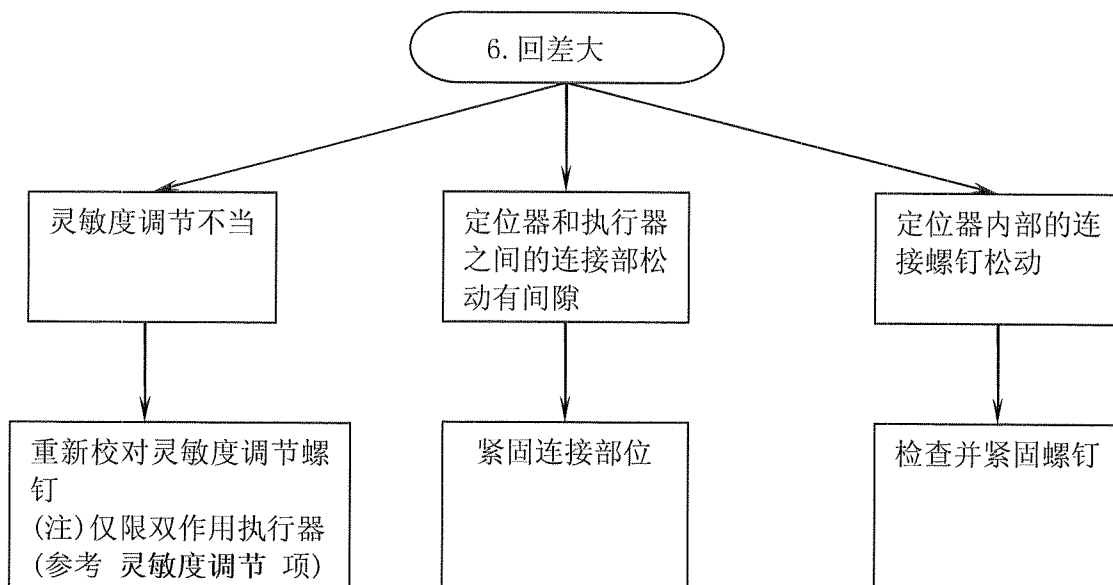 6.回差大
灵敏度调节不当
定位器和执行器
之间的连接部松
动有间隙
定位器内部的连
接螺钉松动
重新校对灵敏度调节螺
钉
(注)仅限双作用执行器
(参考 灵敏度调节 项)
紧固连接部位
检查并紧固螺钉